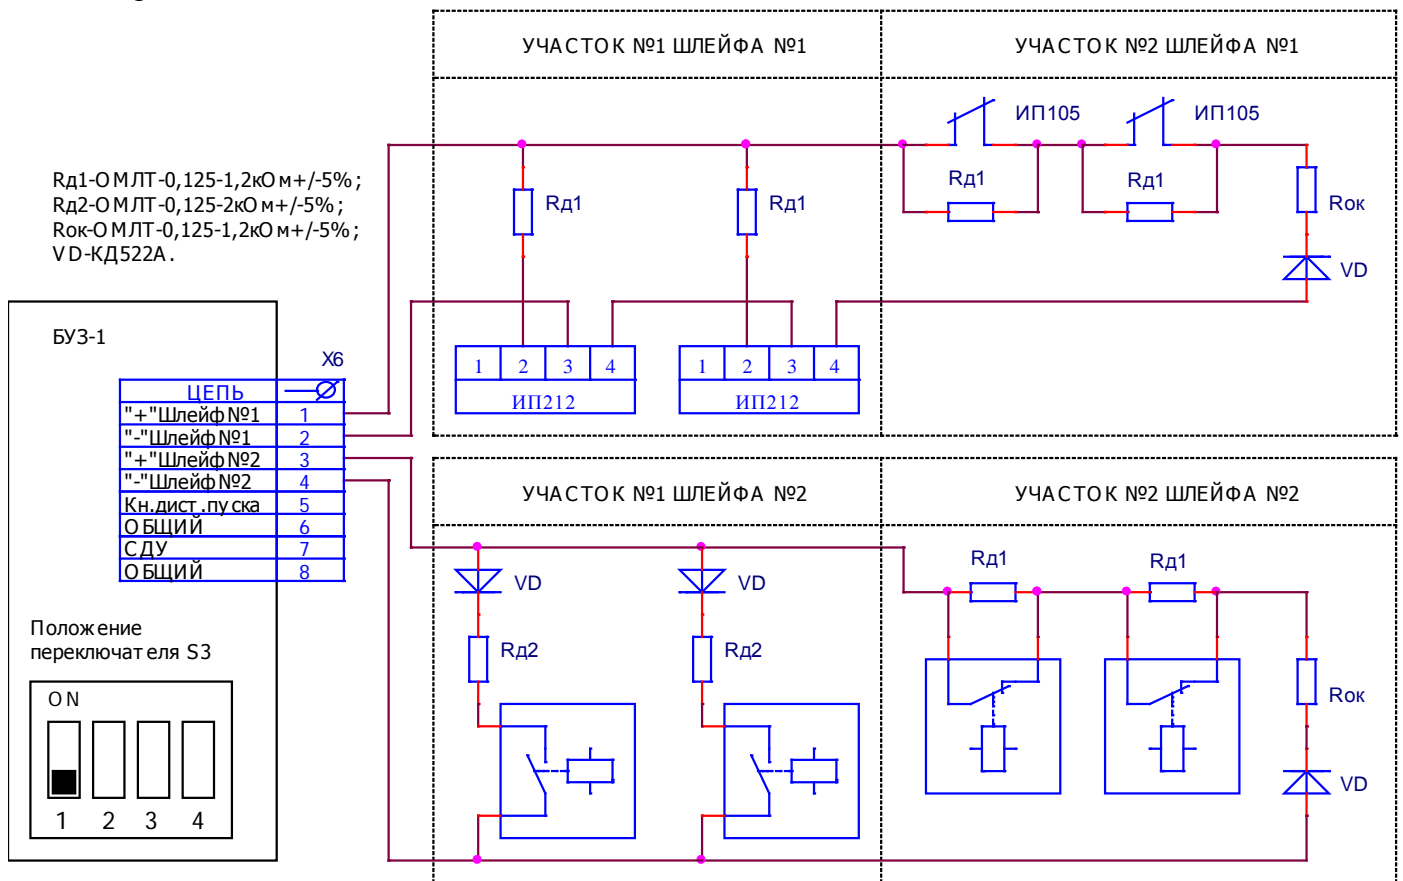 УЧАСТОК №1 ШЛЕЙФА №1
УЧАСТОК №2 ШЛЕЙФА №1
ИП105
ИП105
Rд1-ОМЛТ-0,125-1,2кОм+/-5%;
Rд2-ОМЛТ-0,125-2кОм+/-5%;
Rок-ОМЛТ-0,125-1,2кОм+/-5%;
VD-КД522А.
Rд1
Rд1
Rд1
Rд1
Rок
VD
БУЗ-1
X6
1 2 3 4
ИП212
1 2 3 4
ИП212
ЦЕПЬ
"+"Шлейф№1 1
"-"Шлейф№1 2
"+"Шлейф№2 3
"-"Шлейф№2 4
Кн.дист.пуска 5
ОБЩИЙ 6
СДУ 7
ОБЩИЙ 8
УЧАСТОК №1 ШЛЕЙФА №2
УЧАСТОК №2 ШЛЕЙФА №2
VD
VD
Rд1
Rд1
Rд2
Rд2
Rок
VD
Положение
переключателя S3
ON
1 2 3 4